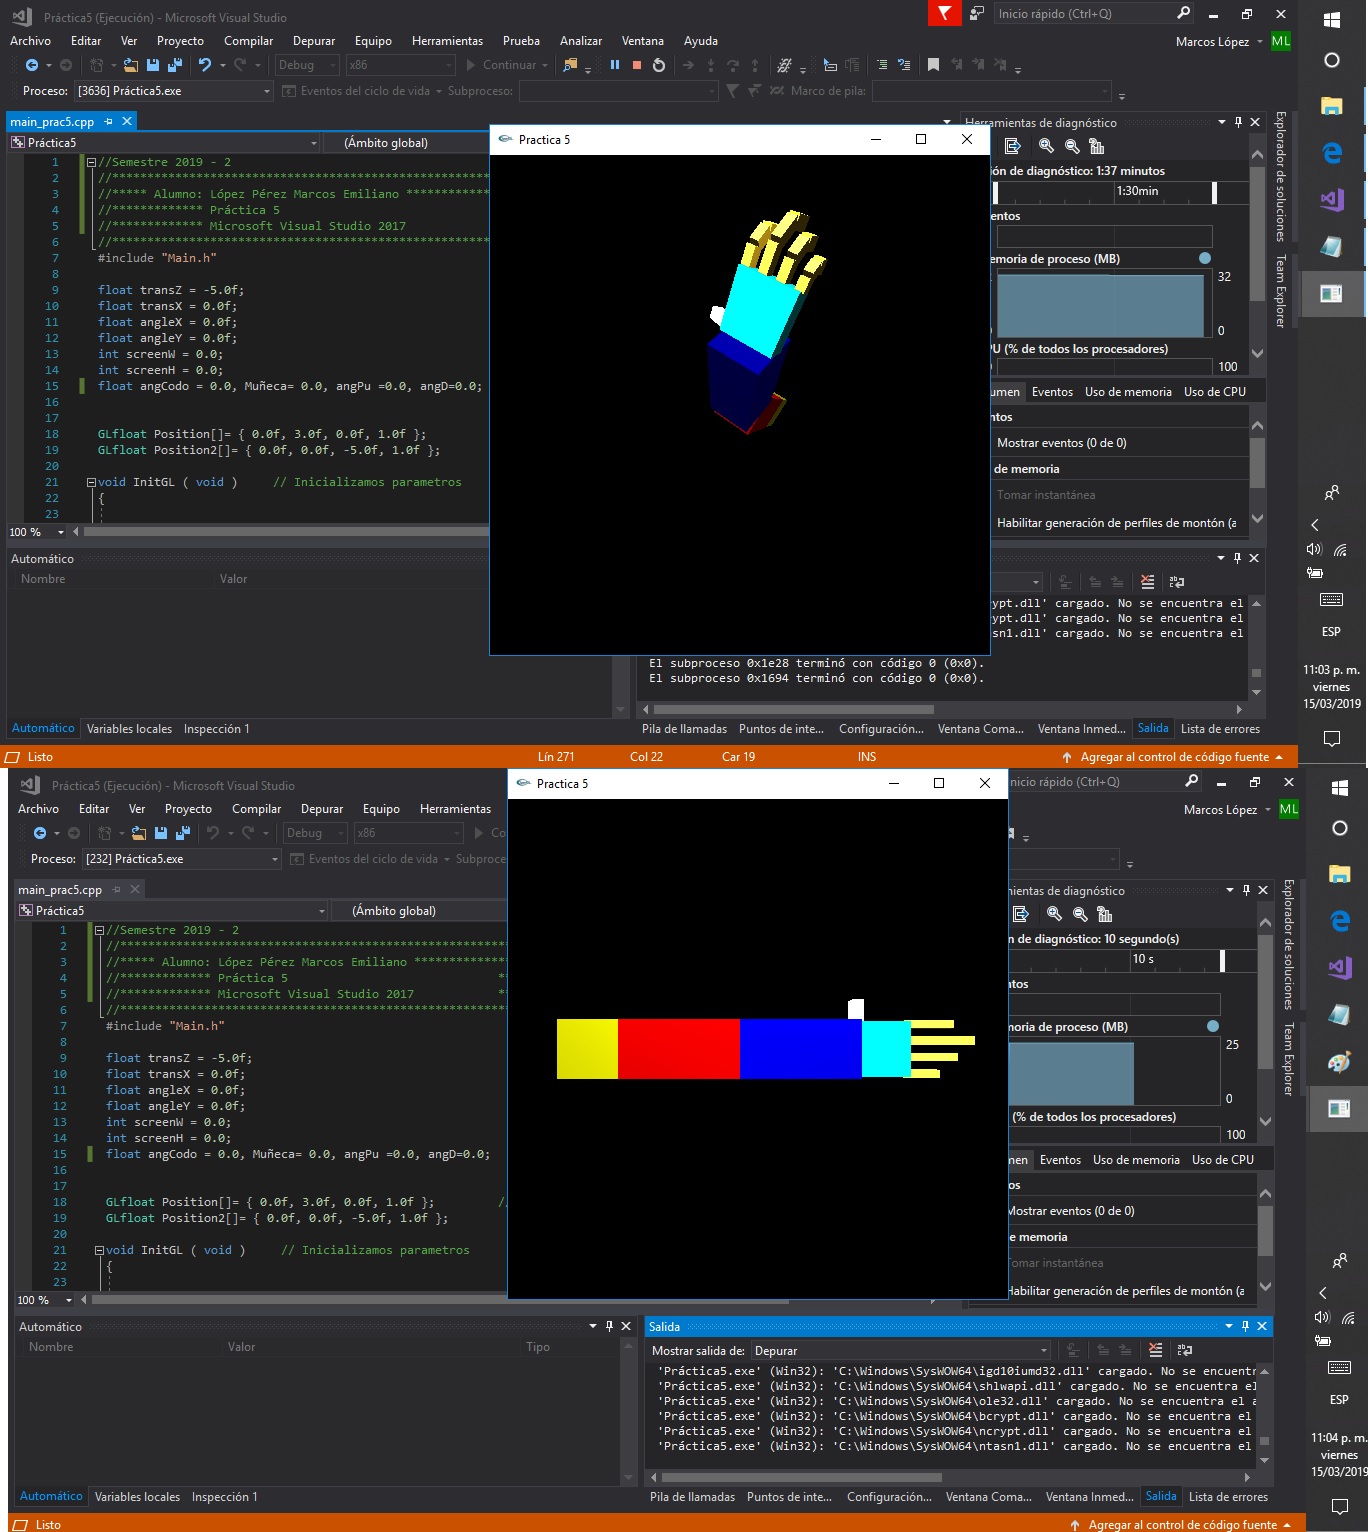 Práctica5 (Ejecución) - Microsoft Visual Studio
Inicio rápido (Ctrl+Q)
Archivo Editar Ver Proyecto Compilar Depurar Equipo Herramientas Prueba Analizar Ventana Ayuda
Marcos López ML
Debug x86 Continuar
Proceso: [3636] Práctica5.exe Eventos del ciclo de vida Subproceso: Marco de pila:
main_prac5.cpp
Práctica5 (Ámbito global)
1 //Semestre 2019 - 2
2 //************************************************
3 //***** Alumno: López Pérez Marcos Emiliano ***********
4 //************* Práctica 5
5 //************* Microsoft Visual Studio 2017
6 //************************************************
7 #include "Main.h"
8
9 float transZ = -5.0f;
10 float transX = 0.0f;
11 float angleX = 0.0f;
12 float angleY = 0.0f;
13 int screenW = 0.0;
14 int screenH = 0.0;
15 float angCodo = 0.0, Muñeca= 0.0, angPu =0.0, angD=0.0;
16
17
18 GLfloat Position[]= { 0.0f, 3.0f, 0.0f, 1.0f };
19 GLfloat Position2[]= { 0.0f, 0.0f, -5.0f, 1.0f };
20
21 void InitGL ( void ) // Inicializamos parametros
22 {
23
100 %
Practica 5
Herramientas de diagnóstico
ión de diagnóstico: 1:37 minutos
1:30min
entos
emoria de proceso (MB)
32
0
PU (% de todos los procesadores)
100
umen Eventos Uso de memoria Uso de CPU
ntos
Mostrar eventos (0 de 0)
de memoria
Tomar instantánea
Habilitar generación de perfiles de montón (a
Explorador de soluciones
Team Explorer
Automático
Nombre Valor
ypt.dll' cargado. No se encuentra el
ypt.dll' cargado. No se encuentra el
asn1.dll' cargado. No se encuentra el
El subproceso 0x1e28 terminó con código 0 (0x0).
El subproceso 0x1694 terminó con código 0 (0x0).
Automático Variables locales Inspección 1
Pila de llamadas Puntos de inte... Configuración... Ventana Coma... Ventana Inmed... Salida Lista de errores
Listo Lín 271 Col 22 Car 19 INS Agregar al control de código fuente
ESP
11:03 p. m.
viernes
15/03/2019
Práctica5 (Ejecución) - Microsoft Visual Studio
nicio rápido (Ctrl+Q)
Archivo Editar Ver Proyecto Compilar Depurar Equipo Herramientas
Marcos López ML
Debug x86 Co
Proceso: [232] Práctica5.exe Eventos del ciclo de vida Subproce
main_prac5.cpp
Práctica5 (Ámbito global)
1 //Semestre 2019 - 2
2 //**************************************************
3 //***** Alumno: López Pérez Marcos Emiliano *************
4 //************* Práctica 5 **
5 //************* Microsoft Visual Studio 2017 **
6 //**************************************************
7 #include "Main.h"
8
9 float transZ = -5.0f;
10 float transX = 0.0f;
11 float angleX = 0.0f;
12 float angleY = 0.0f;
13 int screenW = 0.0;
14 int screenH = 0.0;
15 float angCodo = 0.0, Muñeca= 0.0, angPu =0.0, angD=0.0;
16
17
18 GLfloat Position[]= { 0.0f, 3.0f, 0.0f, 1.0f }; /
19 GLfloat Position2[]= { 0.0f, 0.0f, -5.0f, 1.0f };
20
21 void InitGL ( void ) // Inicializamos parametros
22 {
23
100 %
Practica 5
mientas de diagnóstico
ón de diagnóstico: 10 segundo(s)
10 s
ntos
moria de proceso (MB)
25
0
(% de todos los procesadores)
100
men Eventos Uso de memoria Uso de CPU
os
Mostrar eventos (0 de 0)
e memoria
Tomar instantánea
Habilitar generación de perfiles de montón (a
Explorador de soluciones
Team Explorer
Automático
Nombre Valor Tipo
Salida
Mostrar salida de: Depurar
'Práctica5.exe' (Win32): 'C:\Windows\SysWOW64\igd10iumd32.dll' cargado. No se encuentr
'Práctica5.exe' (Win32): 'C:\Windows\SysWOW64\shlwapi.dll' cargado. No se encuentra el
'Práctica5.exe' (Win32): 'C:\Windows\SysWOW64\ole32.dll' cargado. No se encuentra el a
'Práctica5.exe' (Win32): 'C:\Windows\SysWOW64\bcrypt.dll' cargado. No se encuentra el
'Práctica5.exe' (Win32): 'C:\Windows\SysWOW64\ncrypt.dll' cargado. No se encuentra el
'Práctica5.exe' (Win32): 'C:\Windows\SysWOW64\ntasn1.dll' cargado. No se encuentra el
Automático Variables locales Inspección 1
Pila de llamadas Puntos de inte... Configuración... Ventana Coma... Ventana Inmed... Salida Lista de errores
Listo Agregar al control de código fuente
ESP
11:04 p. m.
viernes
15/03/2019